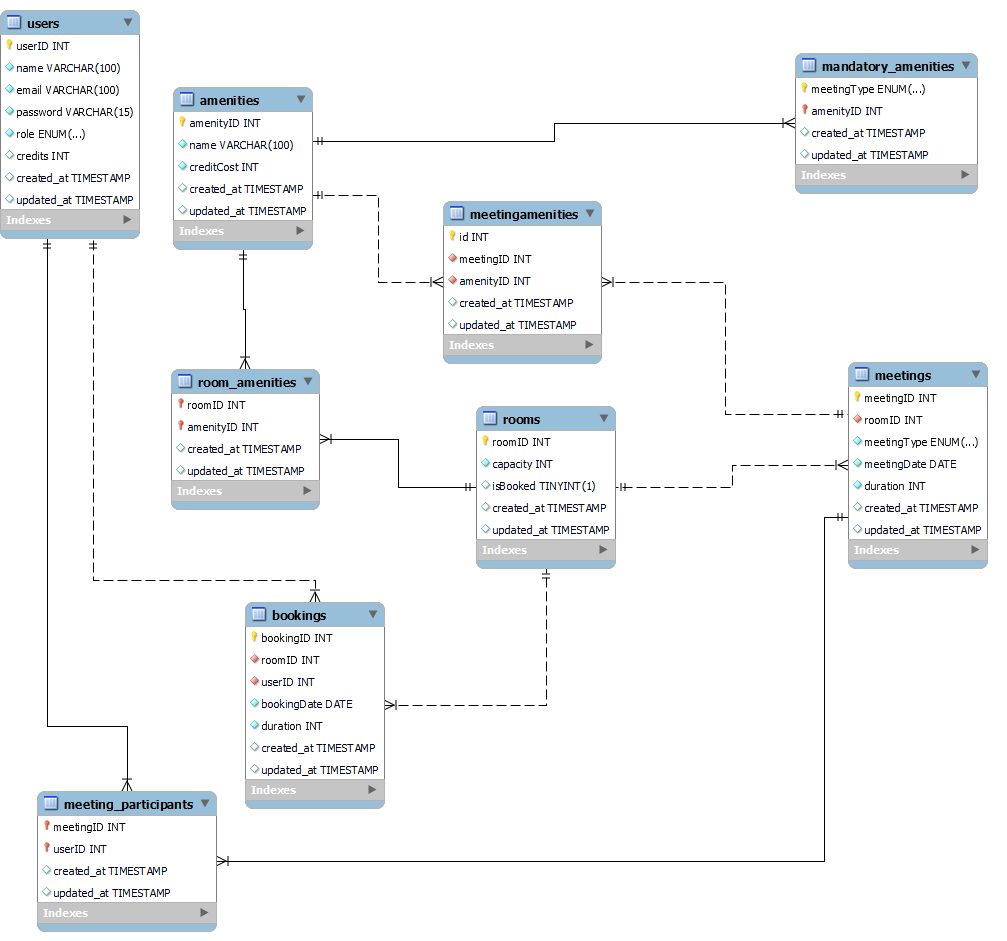 users
userID INT
name VARCHAR(100)
email VARCHAR(100)
password VARCHAR(15)
role ENUM(...)
credits INT
created_at TIMESTAMP
updated_at TIMESTAMP
Indexes
amenities
amenityID INT
name VARCHAR(100)
creditCost INT
created_at TIMESTAMP
updated_at TIMESTAMP
Indexes
mandatory_amenities
meetingType ENUM(...)
amenityID INT
created_at TIMESTAMP
updated_at TIMESTAMP
Indexes
meetingamenities
id INT
meetingID INT
amenityID INT
created_at TIMESTAMP
updated_at TIMESTAMP
Indexes
room_amenities
roomID INT
amenityID INT
created_at TIMESTAMP
updated_at TIMESTAMP
Indexes
rooms
roomID INT
capacity INT
isBooked TINYINT(1)
created_at TIMESTAMP
updated_at TIMESTAMP
Indexes
meetings
meetingID INT
roomID INT
meetingType ENUM(...)
meetingDate DATE
duration INT
created_at TIMESTAMP
updated_at TIMESTAMP
Indexes
bookings
bookingID INT
roomID INT
userID INT
bookingDate DATE
duration INT
created_at TIMESTAMP
updated_at TIMESTAMP
Indexes
meeting_participants
meetingID INT
userID INT
created_at TIMESTAMP
updated_at TIMESTAMP
Indexes